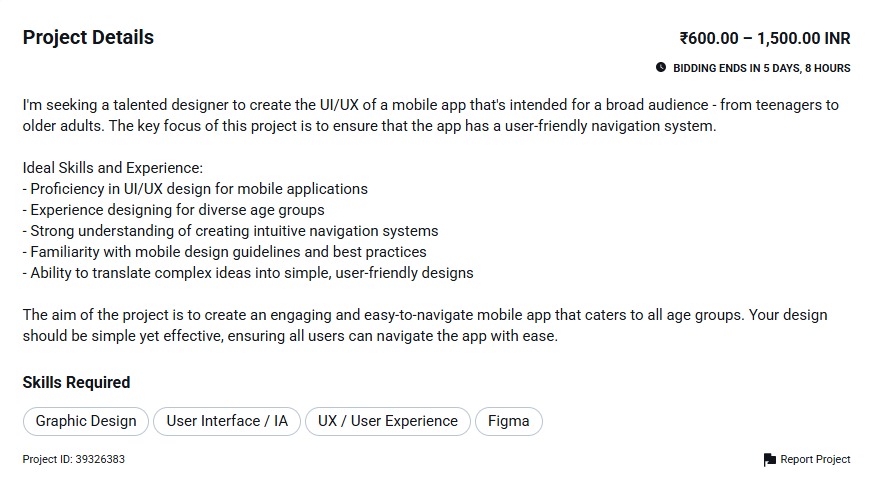 Project Details
₹600.00 – 1,500.00 INR
BIDDING ENDS IN 5 DAYS, 8 HOURS
I'm seeking a talented designer to create the UI/UX of a mobile app that's intended for a broad audience - from teenagers to
older adults. The key focus of this project is to ensure that the app has a user-friendly navigation system.
Ideal Skills and Experience:
- Proficiency in UI/UX design for mobile applications
- Experience designing for diverse age groups
- Strong understanding of creating intuitive navigation systems
- Familiarity with mobile design guidelines and best practices
- Ability to translate complex ideas into simple, user-friendly designs
The aim of the project is to create an engaging and easy-to-navigate mobile app that caters to all age groups. Your design
should be simple yet effective, ensuring all users can navigate the app with ease.
Skills Required
Graphic Design
User Interface / IA
UX / User Experience
Figma
Project ID: 39326383
Report Project